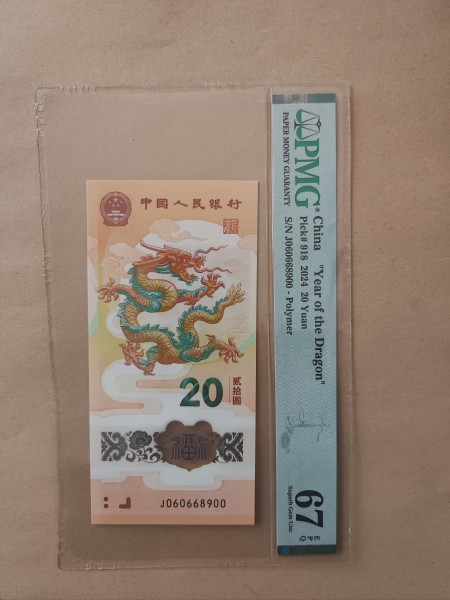 中国人民银行
20
贰拾圆
福
J060668900
PMG®
PAPER MONEY GUARANTY
China "Year of the Dragon"
Pick# 918 2024 20 Yuan
S/N J060668900 - Polymer
67
EPQ
Superb Gem Unc